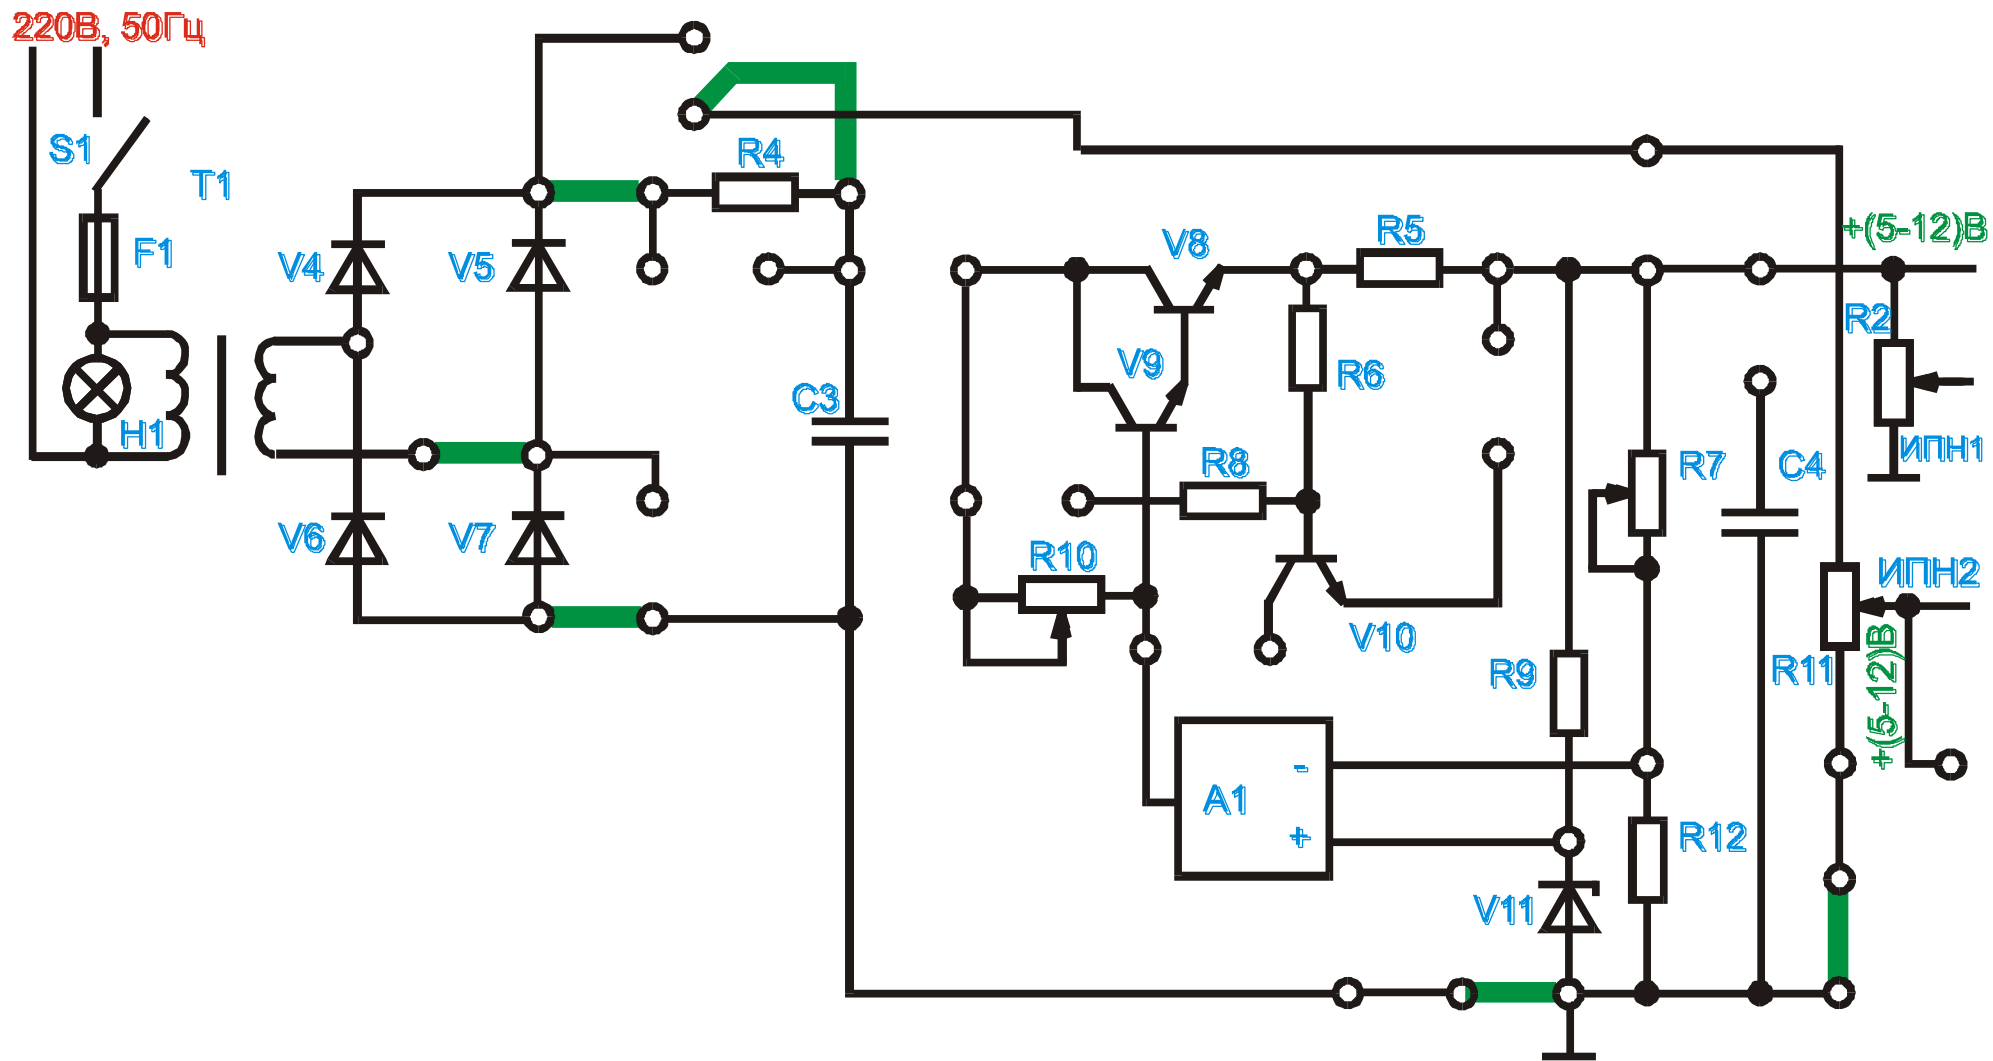 220В, 50Гц
S1
T1
F1
H1
V4
V5
V6
V7
R4
C3
V8
V9
R5
R6
R8
R10
V10
A1
-
+
R9
V11
R7
R12
C4
+(5-12)В
R2
ИПН1
ИПН2
R11
+(5-12)В